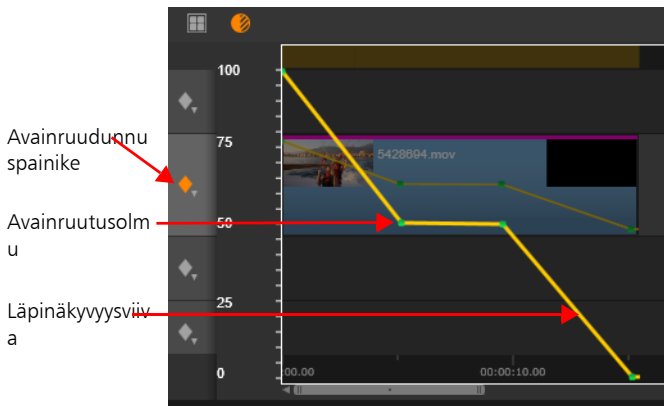 100
Avainruudunnu
spainike
75
5428694.mov
Avainruutusolm
u
50
Läpinäkyvyysviiv
a
25
0
:00.00
00:00:10.00